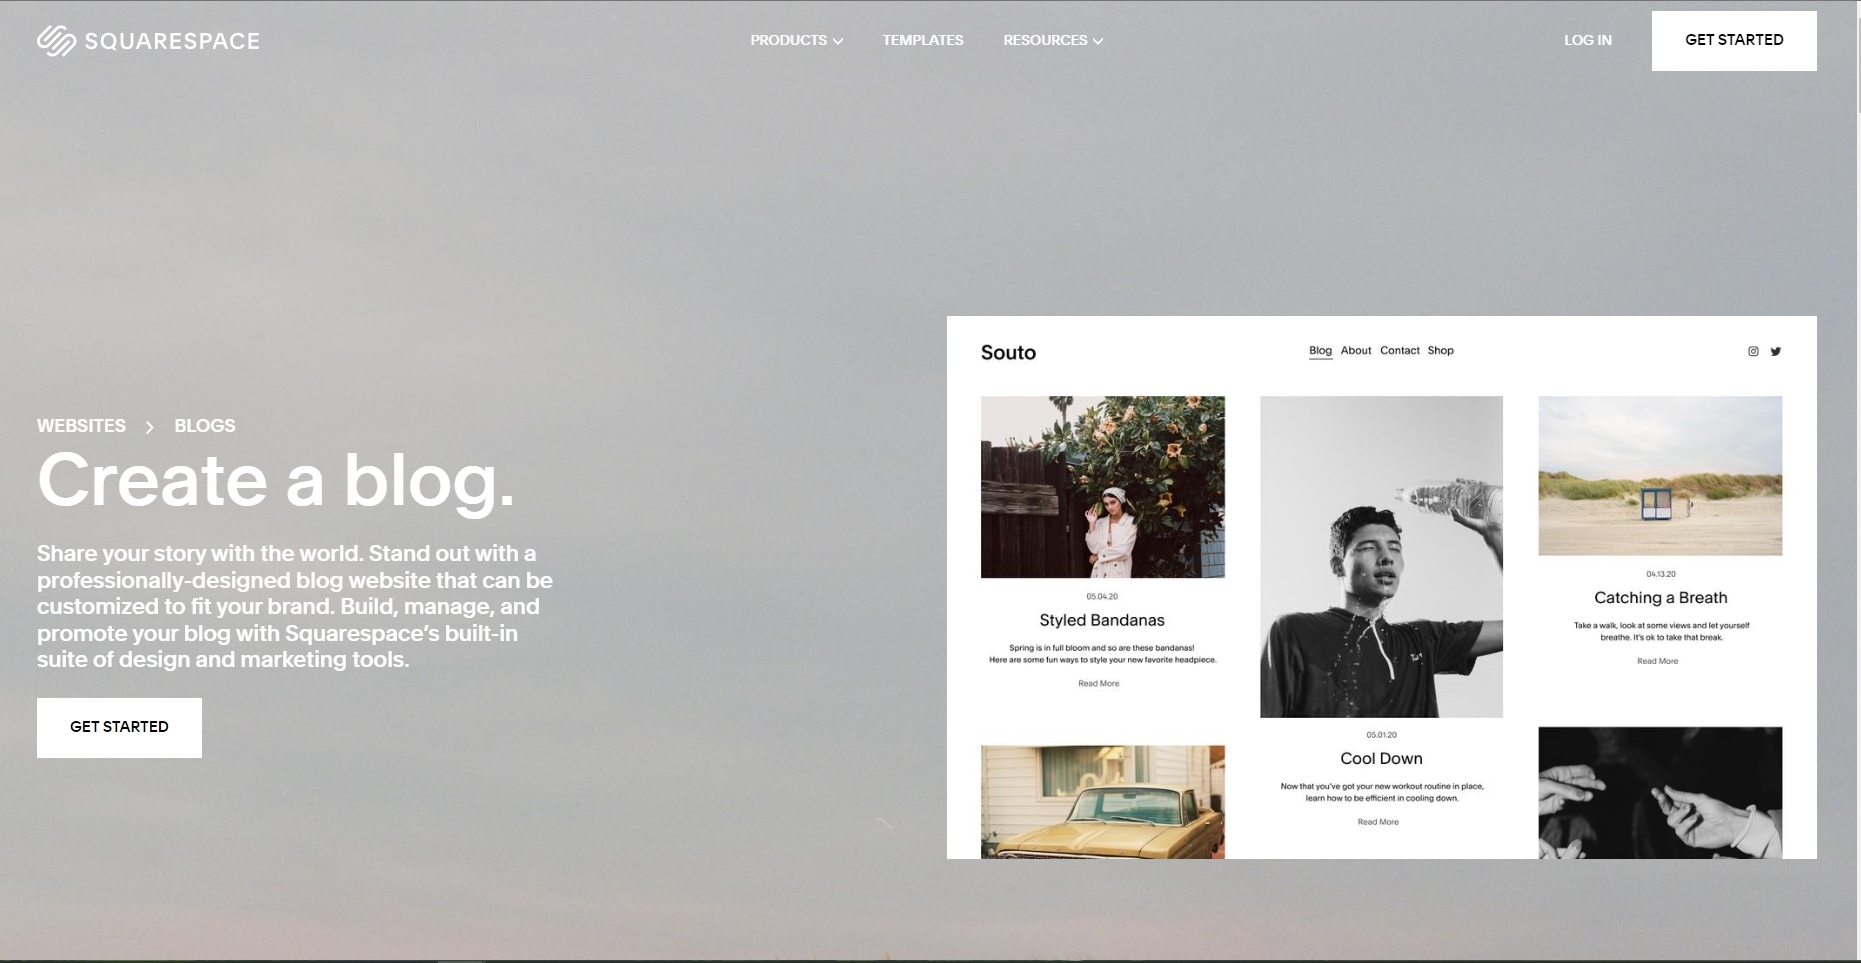 SQUARESPACE
PRODUCTS
TEMPLATES
RESOURCES
LOG IN
GET STARTED
WEBSITES > BLOGS
Create a blog.
Share your story with the world. Stand out with a
professionally-designed blog website that can be
customized to fit your brand. Build, manage, and
promote your blog with Squarespace’s built-in
suite of design and marketing tools.
GET STARTED
Souto
Blog About Contact Shop
05.04.20
Styled Bandanas
Spring is in full bloom and so are these bandanas!
Here are some fun ways to style your new favorite headpiece.
Read More
05.01.20
Cool Down
Now that you’ve got your new workout routine in place,
learn how to be efficient in cooling down.
Read More
04.13.20
Catching a Breath
Take a walk, look at some views and let yourself
breathe. It’s ok to take that break.
Read More